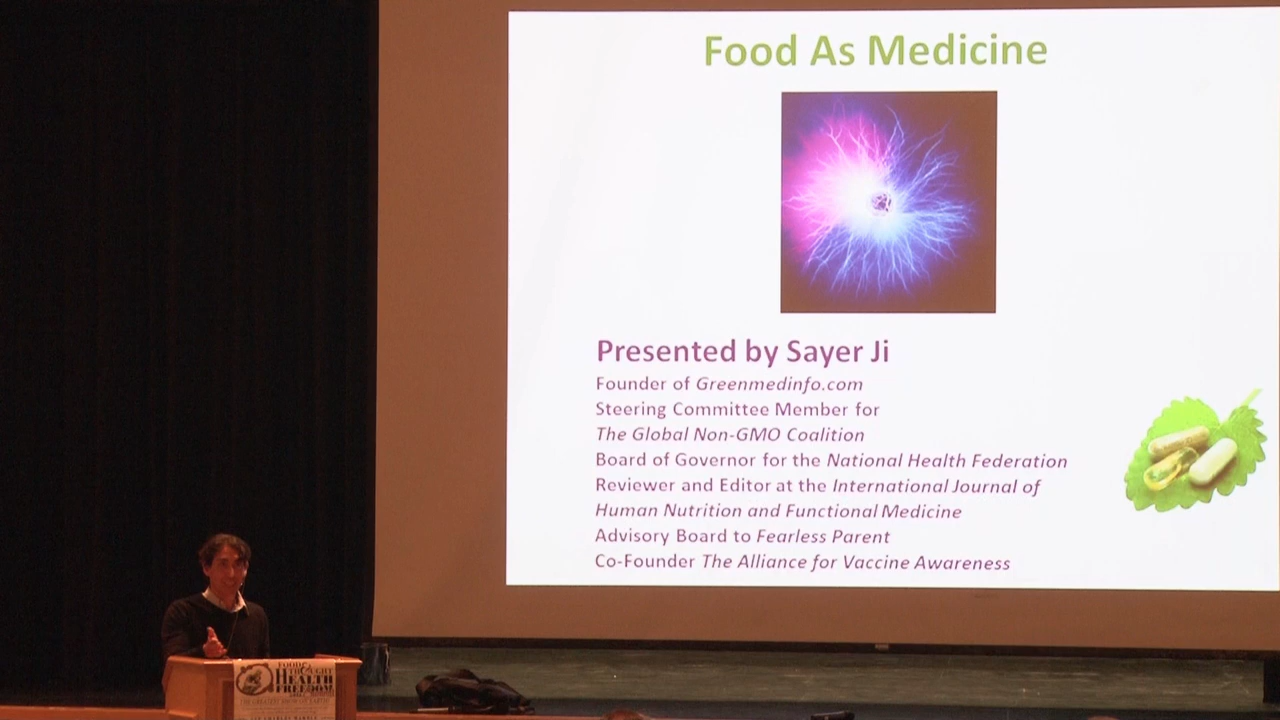 Food As Medicine
Presented by Sayer Ji
Founder of Greenmedinfo.com
Steering Committee Member for
The Global Non-GMO Coalition
Board of Governor for the National Health Federation
Reviewer and Editor at the International Journal of
Human Nutrition and Functional Medicine
Advisory Board to Fearless Parent
Co-Founder The Alliance for Vaccine Awareness
FOOD
THOUGHT
HEALTH
FREEDOM